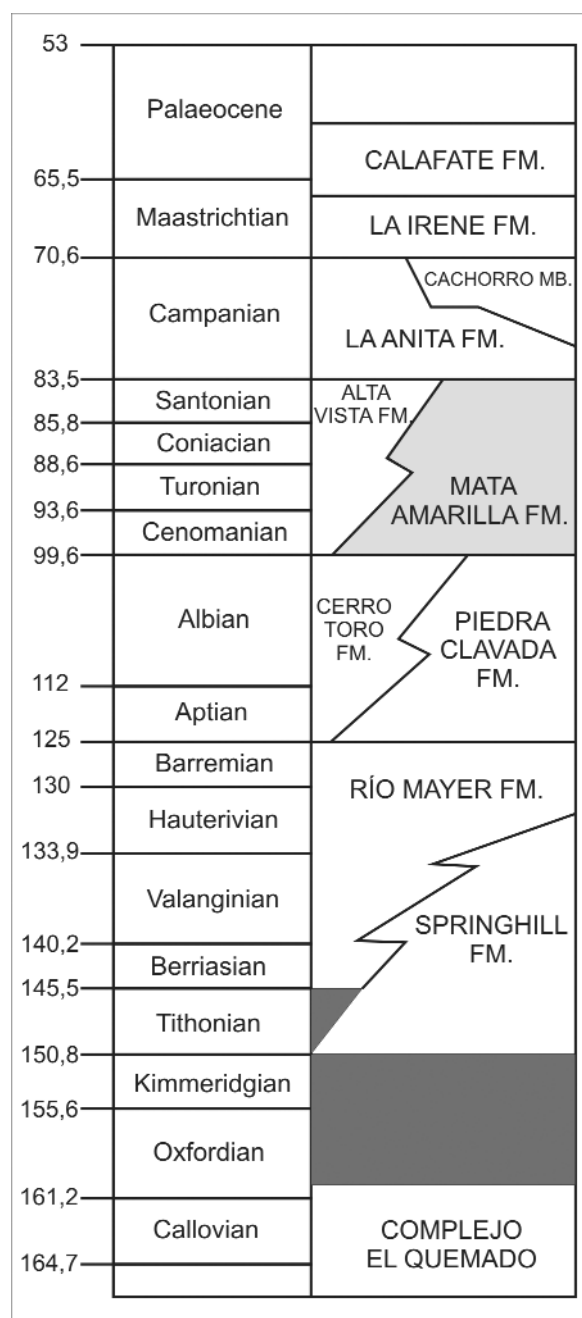 53
Palaeocene
CALAFATE FM.
65,5
Maastrichtian
LA IRENE FM.
70,6
CACHORRO MB.
Campanian
LA ANITA FM.
83,5
Santonian
ALTA
VISTA FM.
85,8
Coniacian
88,6
Turonian
MATA
AMARILLA FM.
93,6
Cenomanian
99,6
Albian
CERRO
TORO
FM.
PIEDRA
CLAVADA
FM.
112
Aptian
125
Barremian
130
RÍO MAYER FM.
Hauterivian
133,9
Valanginian
SPRINGHILL
FM.
140,2
Berriasian
145,5
Tithonian
150,8
Kimmeridgian
155,6
Oxfordian
161,2
Callovian
COMPLEJO
EL QUEMADO
164,7